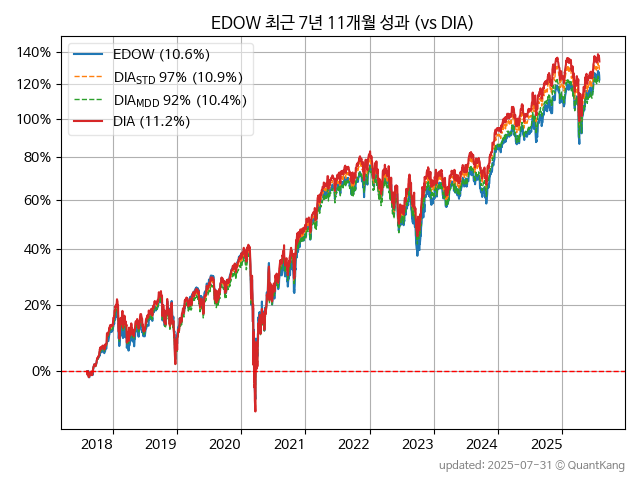 EDOW 최근 7년 11개월 성과 (vs DIA)
140%
120%
100%
80%
60%
40%
20%
0%
EDOW (10.6%)
DIASTD 97% (10.9%)
DIAMDD 92% (10.4%)
DIA (11.2%)
2018 2019 2020 2021 2022 2023 2024 2025
updated: 2025-07-31 © QuantKang